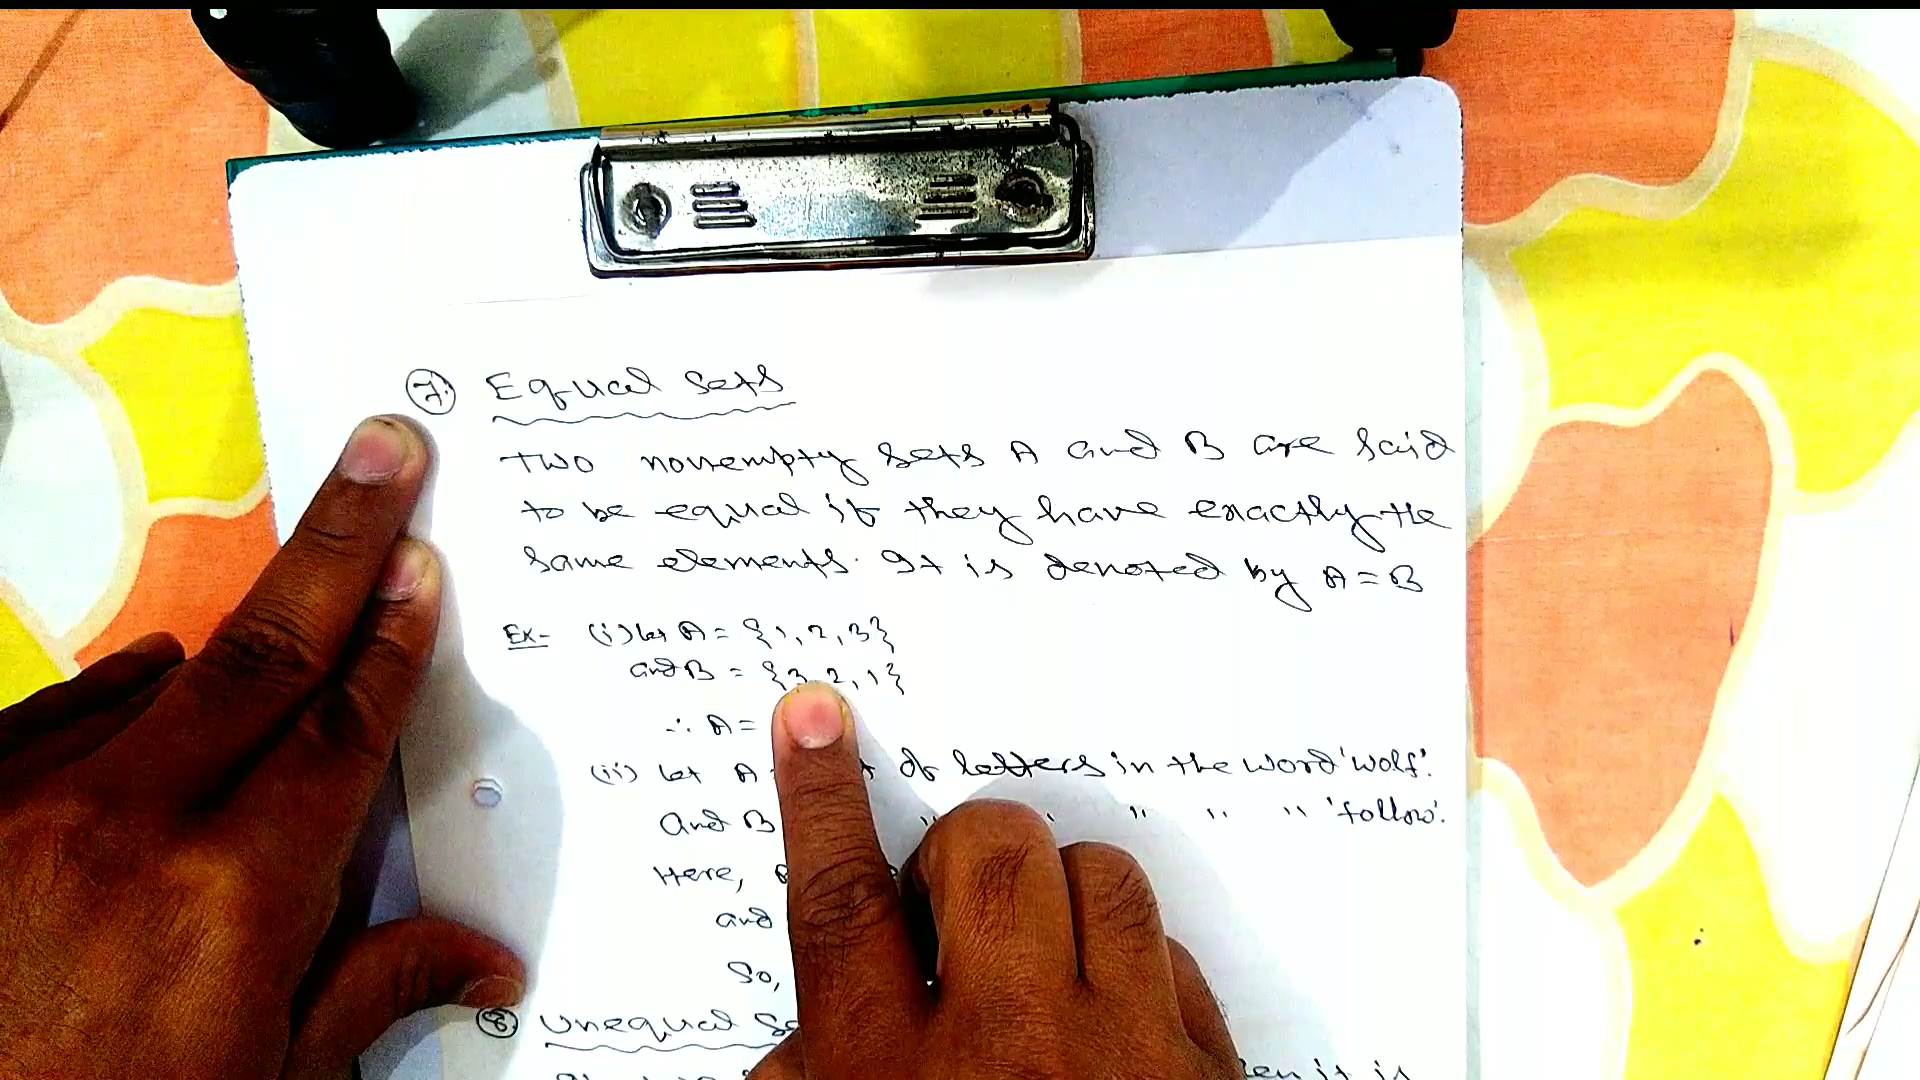 7. Equal sets
Two nonempty sets A and B are said
to be equal if they have exactly the
same elements. It is denoted by A = B
Ex- (i) let A = {1, 2, 3}
and B = {3, 2, 1}
∴ A =
(ii) let A of letters in the word 'wolf'.
And B " " " " 'follow'.
Here,
and
So,
8. Unequal
it is